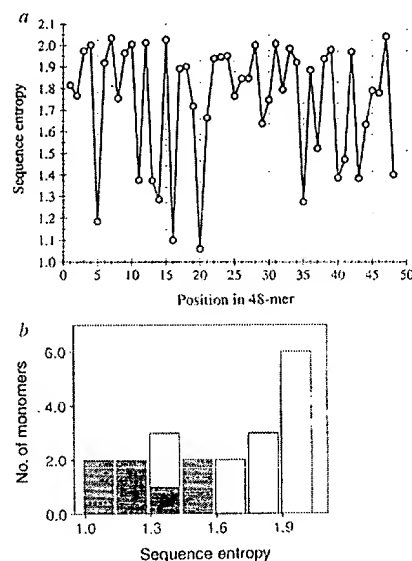 a
2.1
2.0
1.9
1.8
1.7
1.6
1.5
1.4
1.3
1.2
1.1
1.0
Sequence entropy
0 5 10 15 20 25 30 35 40 45 50
Position in 48-mer
b
6.0
4.0
2.0
0.0
No. of monomers
1.0 1.3 1.6 1.9
Sequence entropy